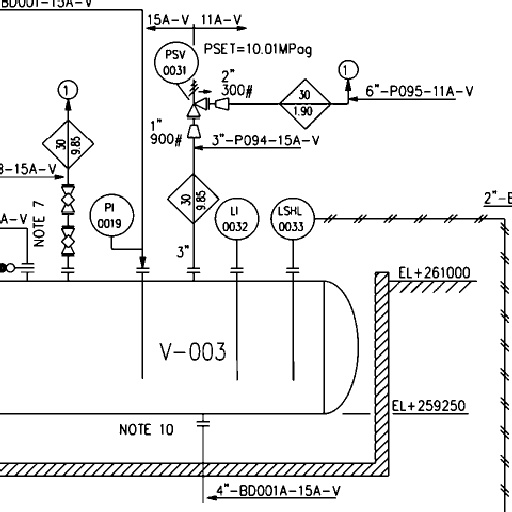 BD001-15A-V
15A-V 11A-V
PSV
0031
PSET=10.01MPag
2"
300#
30
1.90
1
6"-P095-11A-V
1
1"
900#
3"-P094-15A-V
30
9.85
-15A-V
30
9.85
NOTE 7
PI
0019
LI
0032
LSHL
0033
2"-
A-V
3"
EL+261000
V-003
EL+259250
NOTE 10
4"-BD001A-15A-V